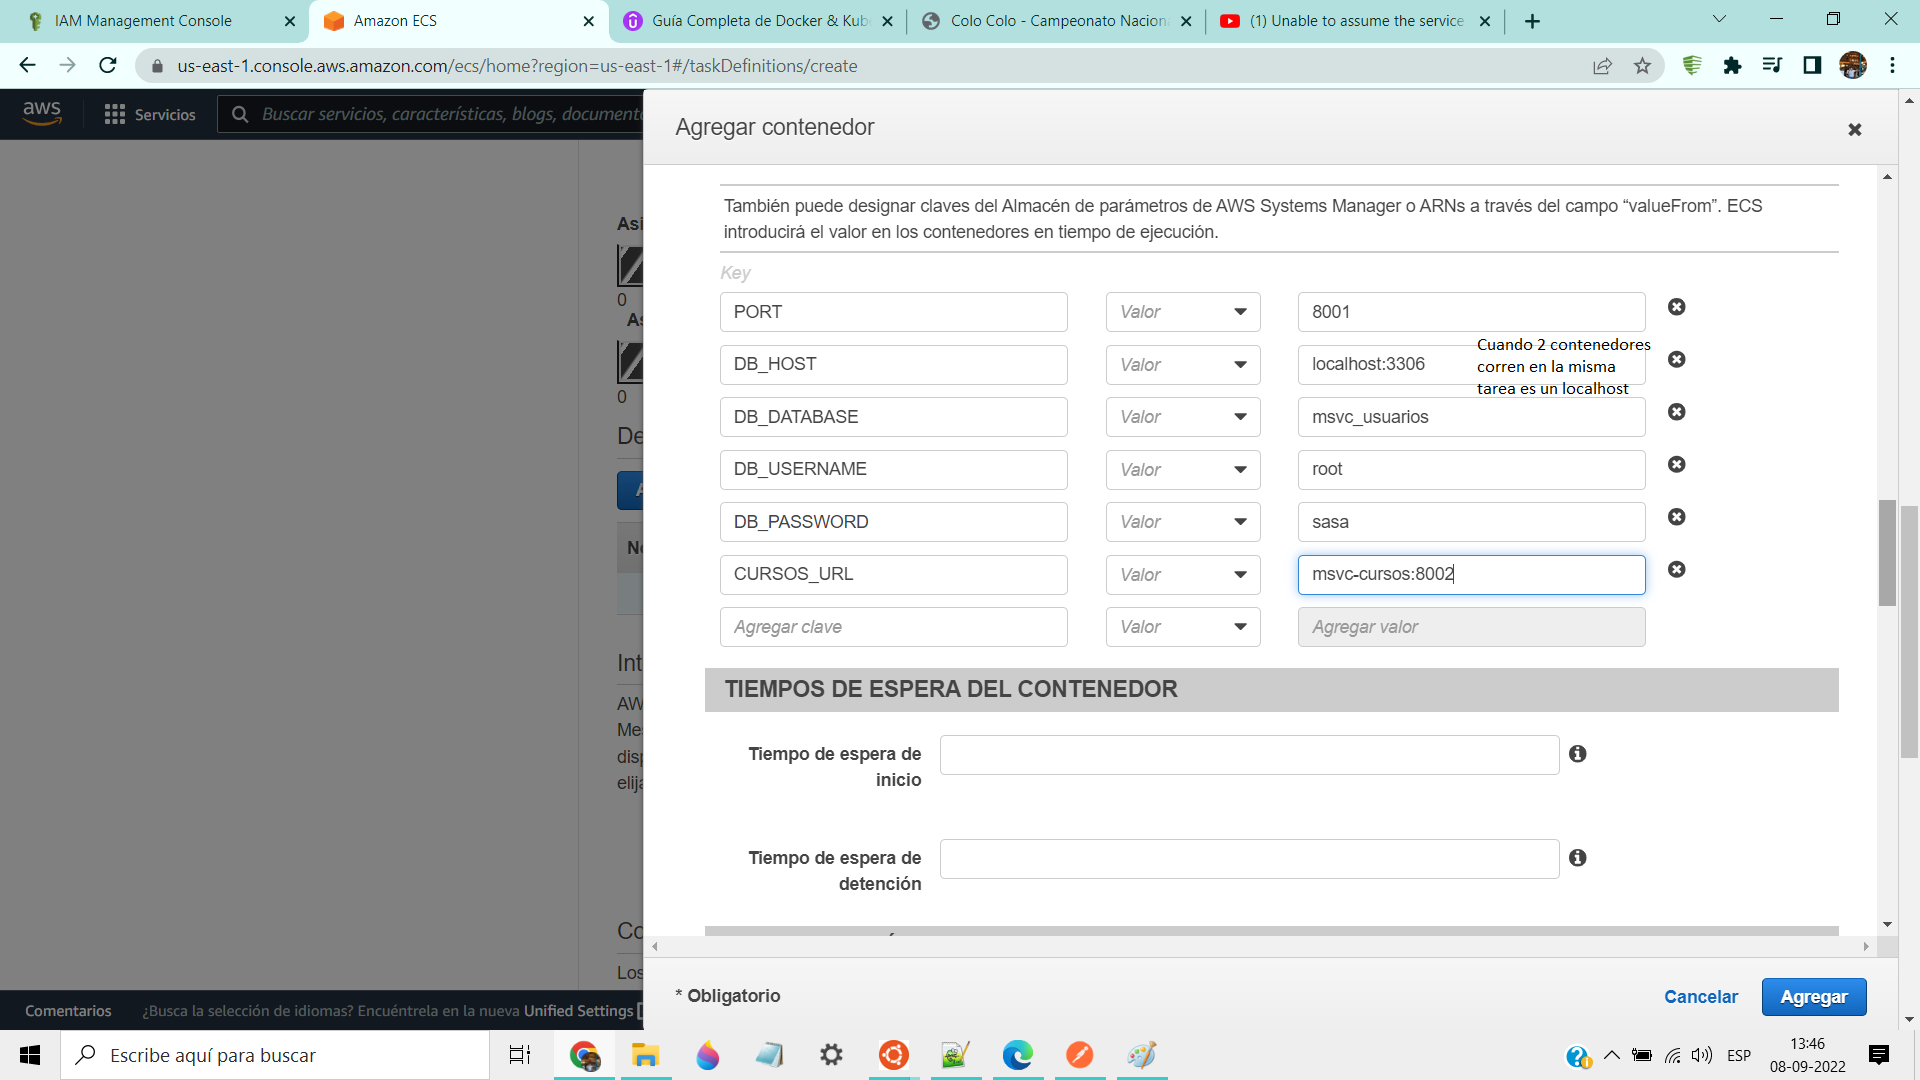 IAM Management Console
Amazon ECS
Guía Completa de Docker & Kube
Colo Colo - Campeonato Naciona
(1) Unable to assume the service
us-east-1.console.aws.amazon.com/ecs/home?region=us-east-1#/taskDefinitions/create
aws
Servicios
Buscar servicios, características, blogs, documento
Agregar contenedor
También puede designar claves del Almacén de parámetros de AWS Systems Manager o ARNs a través del campo “valueFrom”. ECS
introducirá el valor en los contenedores en tiempo de ejecución.
Key
PORT Valor 8001
DB_HOST Valor localhost:3306
Cuando 2 contenedores
corren en la misma
tarea es un localhost
DB_DATABASE Valor msvc_usuarios
DB_USERNAME Valor root
DB_PASSWORD Valor sasa
CURSOS_URL Valor msvc-cursos:8002
Agregar clave Valor Agregar valor
TIEMPOS DE ESPERA DEL CONTENEDOR
Tiempo de espera de
inicio
Tiempo de espera de
detención
Asi
0
As
0
De
A
No
Int
AW
Me
disp
elija
Co
Los
* Obligatorio
Cancelar
Agregar
Comentarios
¿Busca la selección de idiomas? Encuéntrela en la nueva Unified Settings
Escribe aquí para buscar
ESP
13:46
08-09-2022